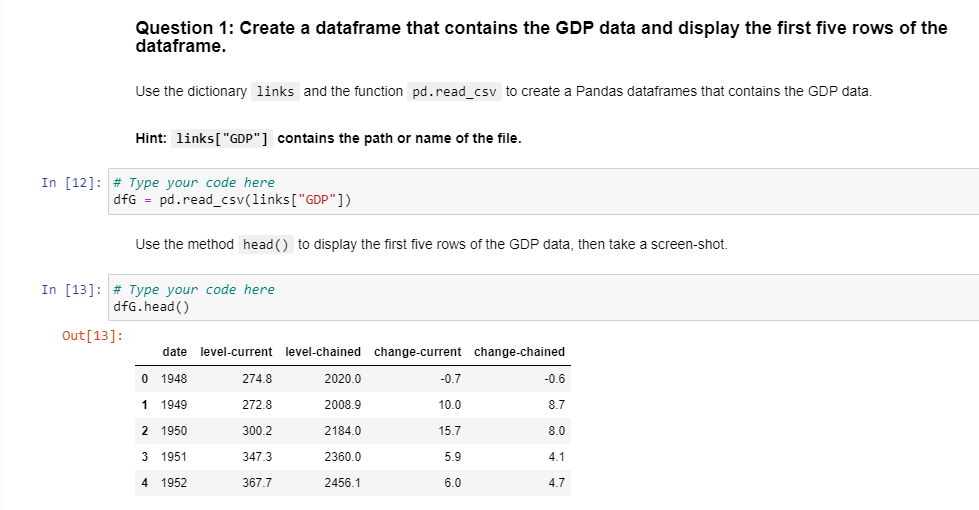 Question 1: Create a dataframe that contains the GDP data and display the first five rows of the
dataframe.
Use the dictionary links and the function pd.read_csv to create a Pandas dataframes that contains the GDP data.
Hint: links["GDP"] contains the path or name of the file.
In [12]: # Type your code here
dfG = pd.read_csv(links["GDP"])
Use the method head() to display the first five rows of the GDP data, then take a screen-shot.
In [13]: # Type your code here
dfG.head()
Out[13]:
date level-current level-chained change-current change-chained
0 1948 274.8 2020.0 -0.7 -0.6
1 1949 272.8 2008.9 10.0 8.7
2 1950 300.2 2184.0 15.7 8.0
3 1951 347.3 2360.0 5.9 4.1
4 1952 367.7 2456.1 6.0 4.7